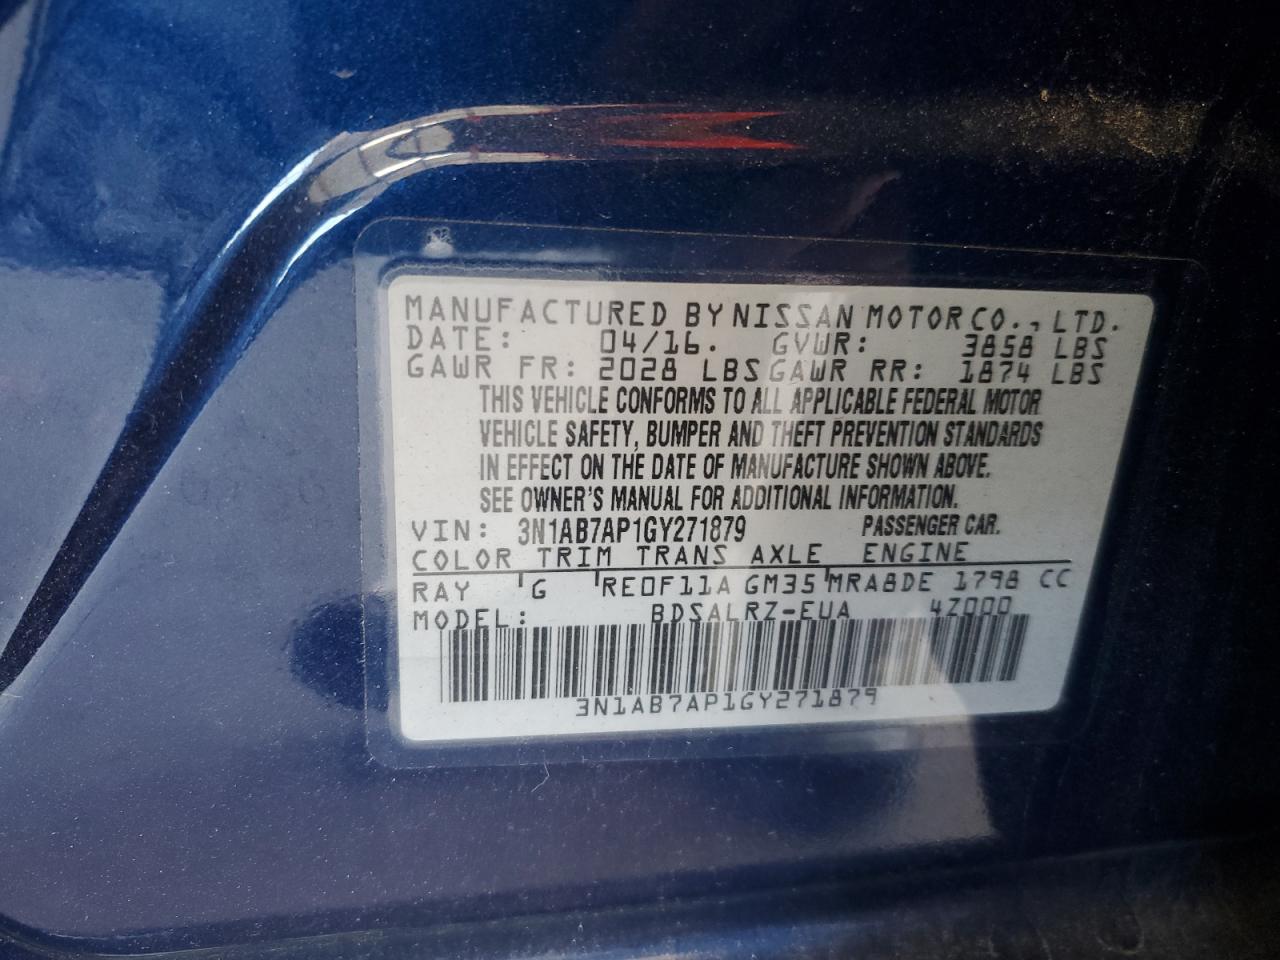 MANUFACTURED BY NISSAN MOTOR CO., LTD.
DATE: 04/16. GVWR: 3858 LBS
GAWR FR: 2028 LBS GAWR RR: 1874 LBS
THIS VEHICLE CONFORMS TO ALL APPLICABLE FEDERAL MOTOR
VEHICLE SAFETY, BUMPER AND THEFT PREVENTION STANDARDS
IN EFFECT ON THE DATE OF MANUFACTURE SHOWN ABOVE.
SEE OWNER'S MANUAL FOR ADDITIONAL INFORMATION.
VIN: 3N1AB7AP1GY271879 PASSENGER CAR.
COLOR TRIM TRANS AXLE ENGINE
RAY G RE0F11A GM35 MRA8DE 1798 CC
MODEL: BDSALRZ-EUA 4Z000
3N1AB7AP1GY271879